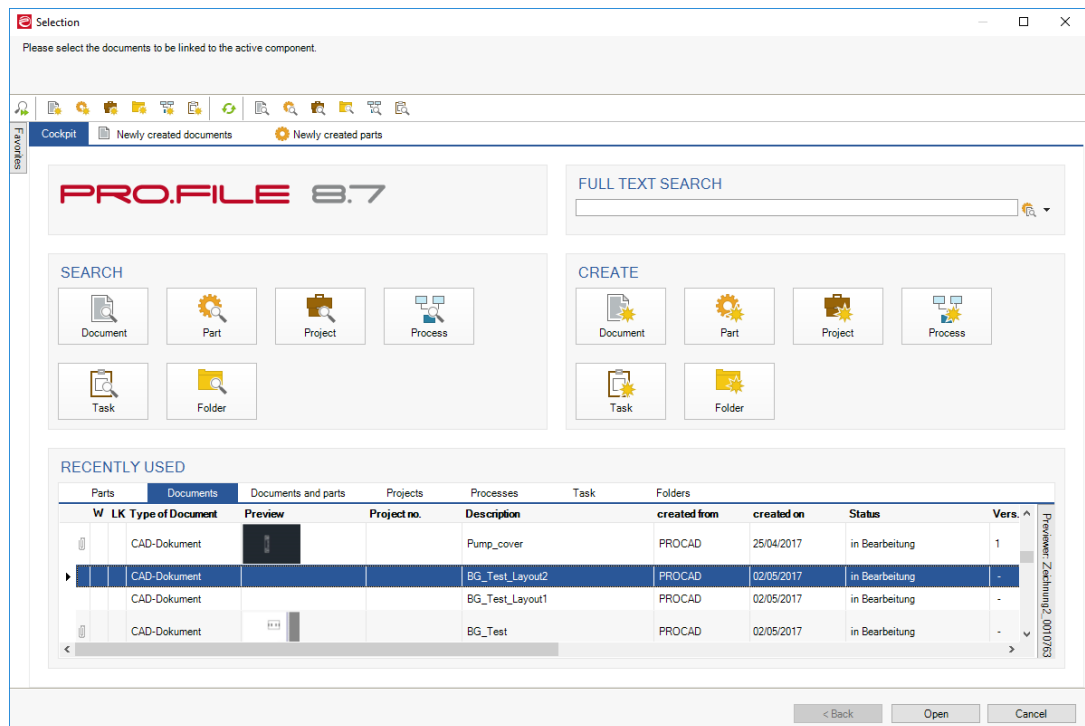 Selection
Please select the documents to be linked to the active component.
Favorites
Cockpit Newly created documents Newly created parts
PRO.FILE 8.7
FULL TEXT SEARCH
SEARCH
Document Part Project Process
Task Folder
CREATE
Document Part Project Process
Task Folder
RECENTLY USED
Parts Documents Documents and parts Projects Processes Task Folders
W LK Type of Document Preview Project no. Description created from created on Status Vers.
CAD-Dokument Pump_cover PROCAD 25/04/2017 in Bearbeitung 1
CAD-Dokument BG_Test_Layout2 PROCAD 02/05/2017 in Bearbeitung -
CAD-Dokument BG_Test_Layout1 PROCAD 02/05/2017 in Bearbeitung -
CAD-Dokument BG_Test PROCAD 02/05/2017 in Bearbeitung -
Previewer: Zeichnung2_0010763
< Back Open Cancel